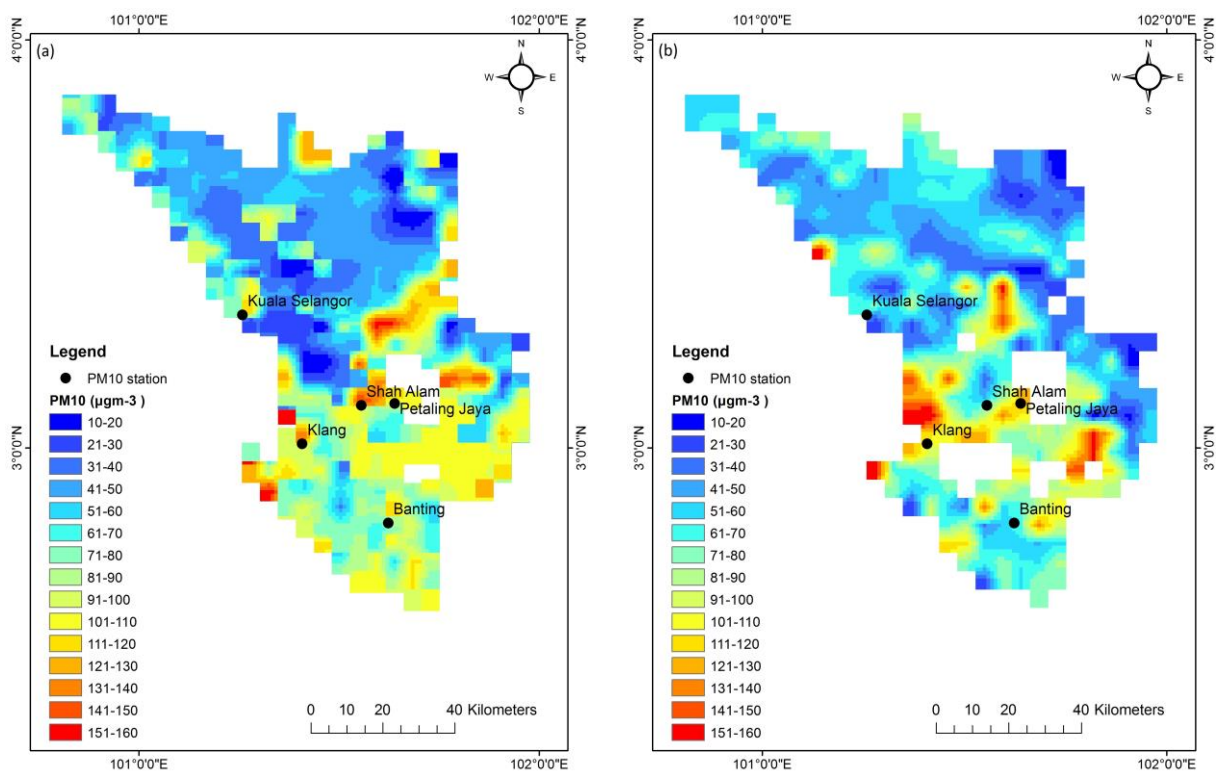 101°0'0"E
102°0'0"E
4°0'0"N
(a)
N
W
E
S
Kuala Selangor
Shah Alam
Petaling Jaya
Klang
Banting
3°0'0"N
Legend
PM10 station
PM10 (µgm-3 )
10-20
21-30
31-40
41-50
51-60
61-70
71-80
81-90
91-100
101-110
111-120
121-130
131-140
141-150
151-160
0 10 20 40 Kilometers
101°0'0"E
102°0'0"E
101°0'0"E
102°0'0"E
4°0'0"N
4°0'0"N
(b)
N
W
E
S
Kuala Selangor
Shah Alam
Petaling Jaya
Klang
Banting
3°0'0"N
3°0'0"N
Legend
PM10 station
PM10 (µgm-3 )
10-20
21-30
31-40
41-50
51-60
61-70
71-80
81-90
91-100
101-110
111-120
121-130
131-140
141-150
151-160
0 10 20 40 Kilometers
101°0'0"E
102°0'0"E